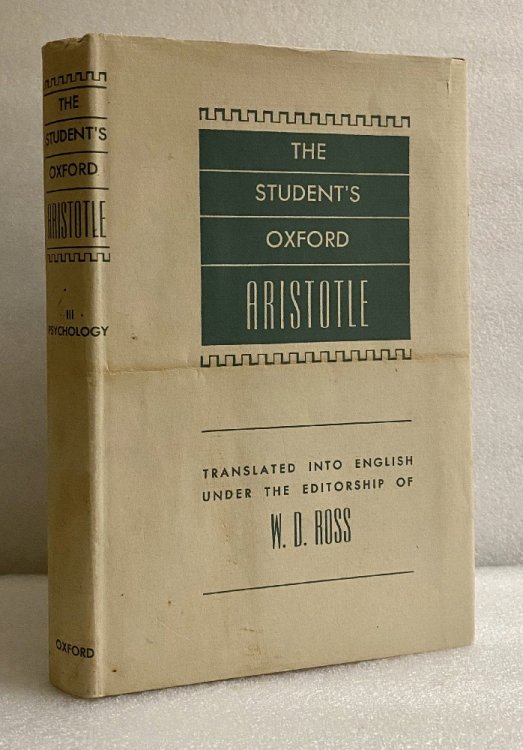 THE
STUDENT'S
OXFORD
ARISTOTLE
III
PSYCHOLOGY
OXFORD
THE
STUDENT'S
OXFORD
ARISTOTLE
TRANSLATED INTO ENGLISH
UNDER THE EDITORSHIP OF
W. D. ROSS